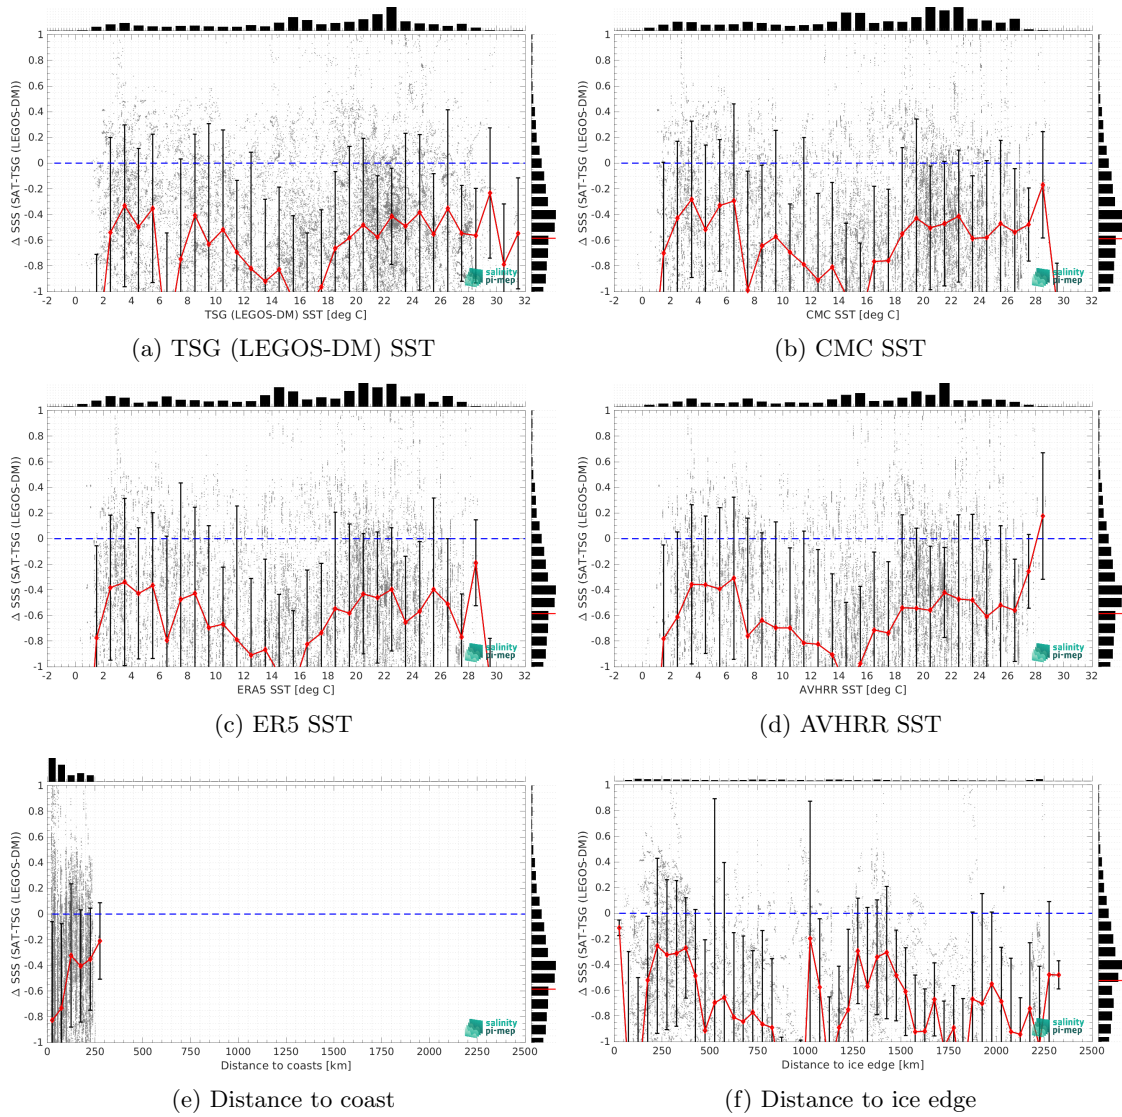 1
0.8
0.6
0.4
0.2
0
-0.2
-0.4
-0.6
-0.8
-1
Δ SSS (SAT-TSG (LEGOS-DM))
salinity
pi-mep
-2 0 2 4 6 8 10 12 14 16 18 20 22 24 26 28 30 32
TSG (LEGOS-DM) SST [deg C]
(a) TSG (LEGOS-DM) SST
1
0.8
0.6
0.4
0.2
0
-0.2
-0.4
-0.6
-0.8
-1
Δ SSS (SAT-TSG (LEGOS-DM))
salinity
pi-mep
-2 0 2 4 6 8 10 12 14 16 18 20 22 24 26 28 30 32
CMC SST [deg C]
(b) CMC SST
1
0.8
0.6
0.4
0.2
0
-0.2
-0.4
-0.6
-0.8
-1
Δ SSS (SAT-TSG (LEGOS-DM))
salinity
pi-mep
-2 0 2 4 6 8 10 12 14 16 18 20 22 24 26 28 30 32
ERA5 SST [deg C]
(c) ER5 SST
1
0.8
0.6
0.4
0.2
0
-0.2
-0.4
-0.6
-0.8
-1
Δ SSS (SAT-TSG (LEGOS-DM))
salinity
pi-mep
-2 0 2 4 6 8 10 12 14 16 18 20 22 24 26 28 30 32
AVHRR SST [deg C]
(d) AVHRR SST
1
0.8
0.6
0.4
0.2
0
-0.2
-0.4
-0.6
-0.8
-1
Δ SSS (SAT-TSG (LEGOS-DM))
salinity
pi-mep
0 250 500 750 1000 1250 1500 1750 2000 2250 2500
Distance to coasts [km]
(e) Distance to coast
1
0.8
0.6
0.4
0.2
0
-0.2
-0.4
-0.6
-0.8
-1
Δ SSS (SAT-TSG (LEGOS-DM))
salinity
pi-mep
0 250 500 750 1000 1250 1500 1750 2000 2250 2500
Distance to ice edge [km]
(f) Distance to ice edge